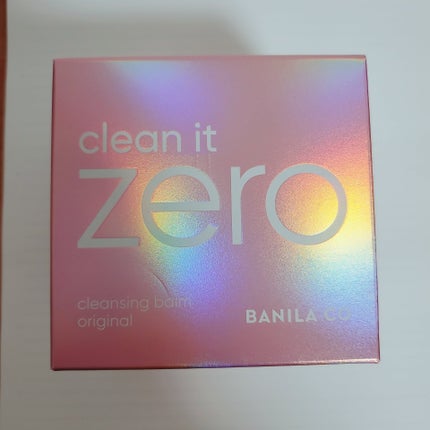 clean it
zero
cleansing balm
original
BANILA CO